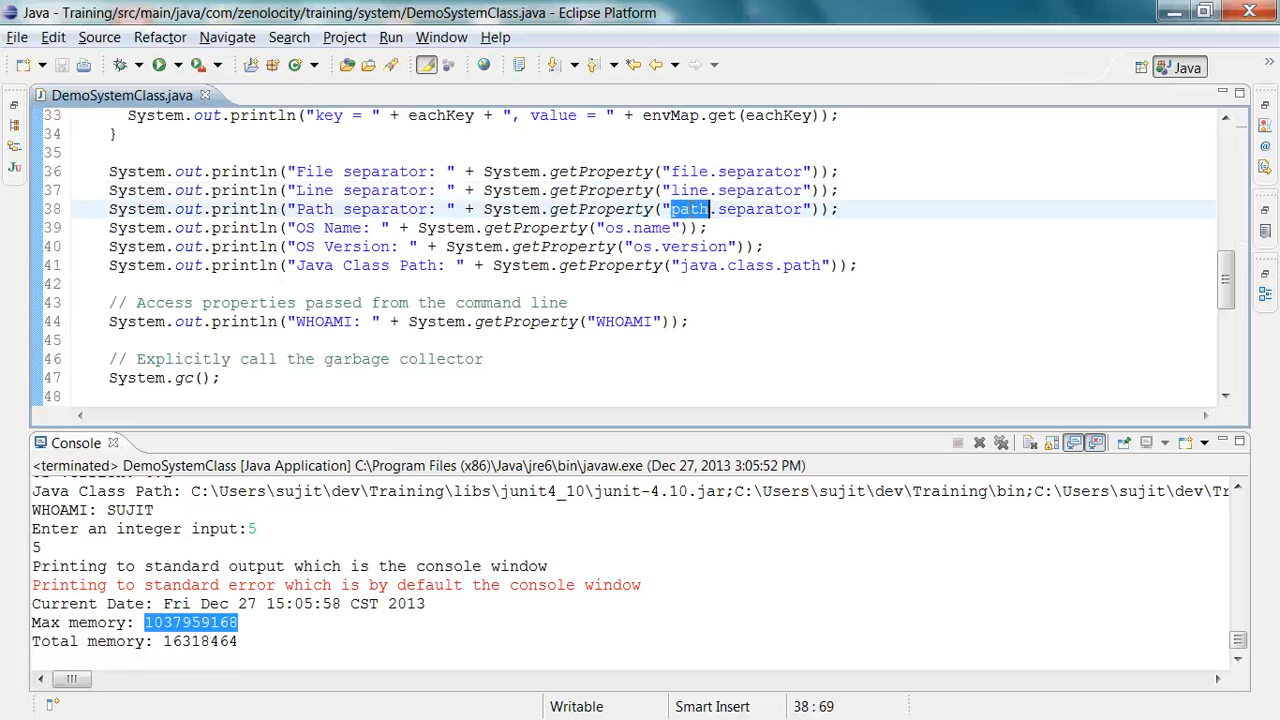 Java - Training/src/main/java/com/zenolocity/training/system/DemoSystemClass.java - Eclipse Platform
File Edit Source Refactor Navigate Search Project Run Window Help
Java
DemoSystemClass.java
33 System.out.println("key = " + eachKey + ", value = " + envMap.get(eachKey));
34 }
35
36 System.out.println("File separator: " + System.getProperty("file.separator"));
37 System.out.println("Line separator: " + System.getProperty("line.separator"));
38 System.out.println("Path separator: " + System.getProperty("path.separator"));
39 System.out.println("OS Name: " + System.getProperty("os.name"));
40 System.out.println("OS Version: " + System.getProperty("os.version"));
41 System.out.println("Java Class Path: " + System.getProperty("java.class.path"));
42
43 // Access properties passed from the command line
44 System.out.println("WHOAMI: " + System.getProperty("WHOAMI"));
45
46 // Explicitly call the garbage collector
47 System.gc();
48
Console
<terminated> DemoSystemClass [Java Application] C:\Program Files (x86)\Java\jre6\bin\javaw.exe (Dec 27, 2013 3:05:52 PM)
Java Class Path: C:\Users\sujit\dev\Training\libs\junit4_10\junit-4.10.jar;C:\Users\sujit\dev\Training\bin;C:\Users\sujit\dev\Tr
WHOAMI: SUJIT
Enter an integer input:5
5
Printing to standard output which is the console window
Printing to standard error which is by default the console window
Current Date: Fri Dec 27 15:05:58 CST 2013
Max memory: 1037959168
Total memory: 16318464
Writable Smart Insert 38 : 69